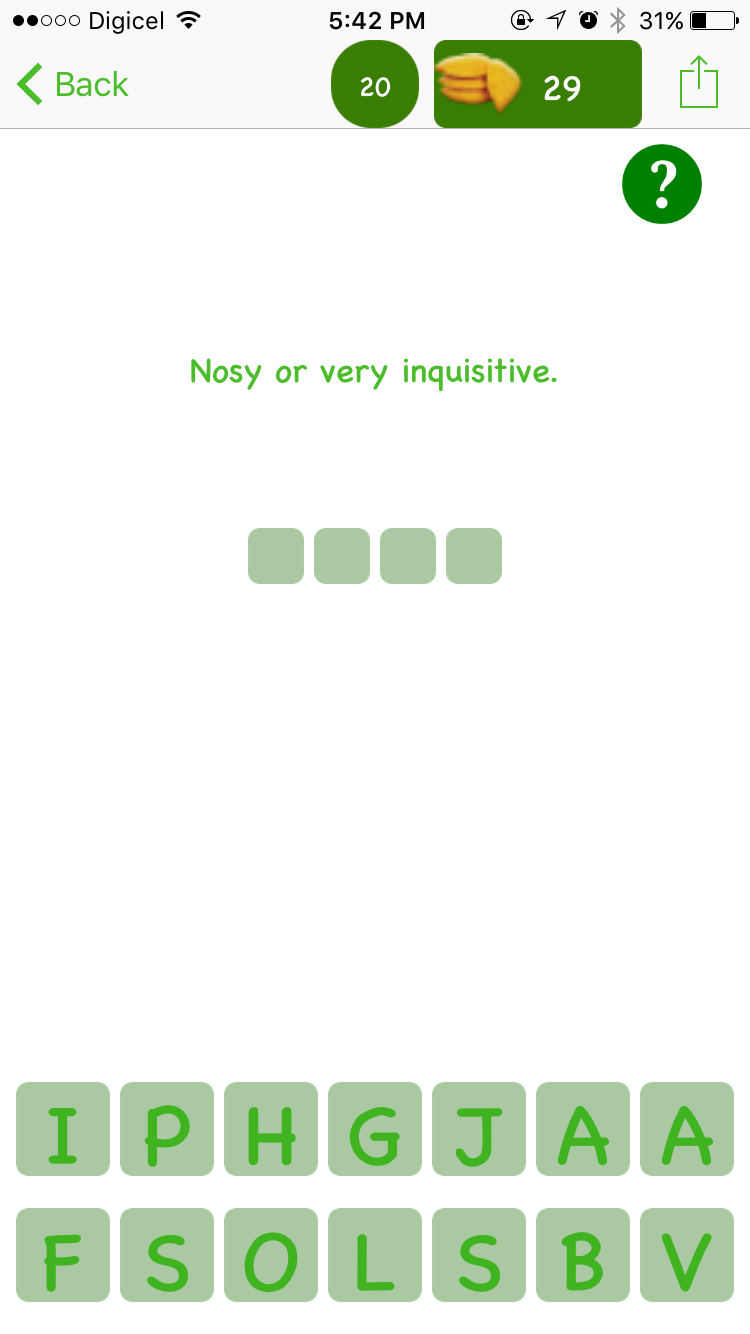 Digicel 5:42 PM 31%
Back 20 29
?
Nosy or very inquisitive.
I P H G J A A
F S O L S B V